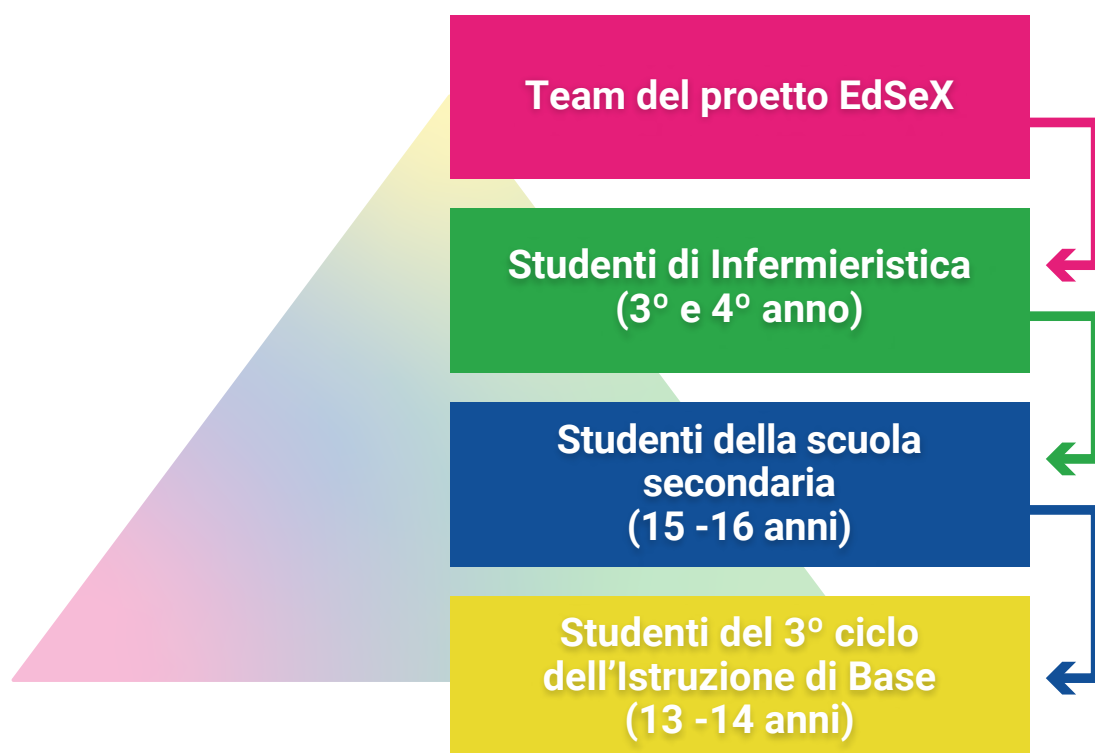 Team del proetto EdSeX
Studenti di Infermieristica
(3º e 4º anno)
Studenti della scuola
secondaria
(15 -16 anni)
Studenti del 3º ciclo
dell’Istruzione di Base
(13 -14 anni)